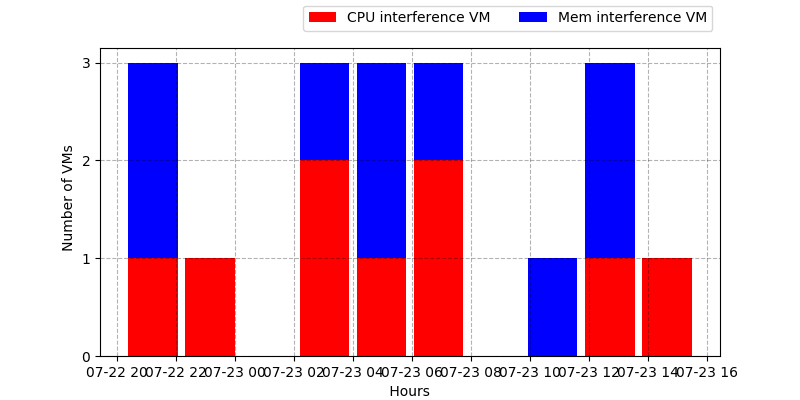 CPU interference VM Mem interference VM
3
2
1
0
Number of VMs
07-22 20 07-22 22 07-23 00 07-23 02 07-23 04 07-23 06 07-23 08 07-23 10 07-23 12 07-23 14 07-23 16
Hours